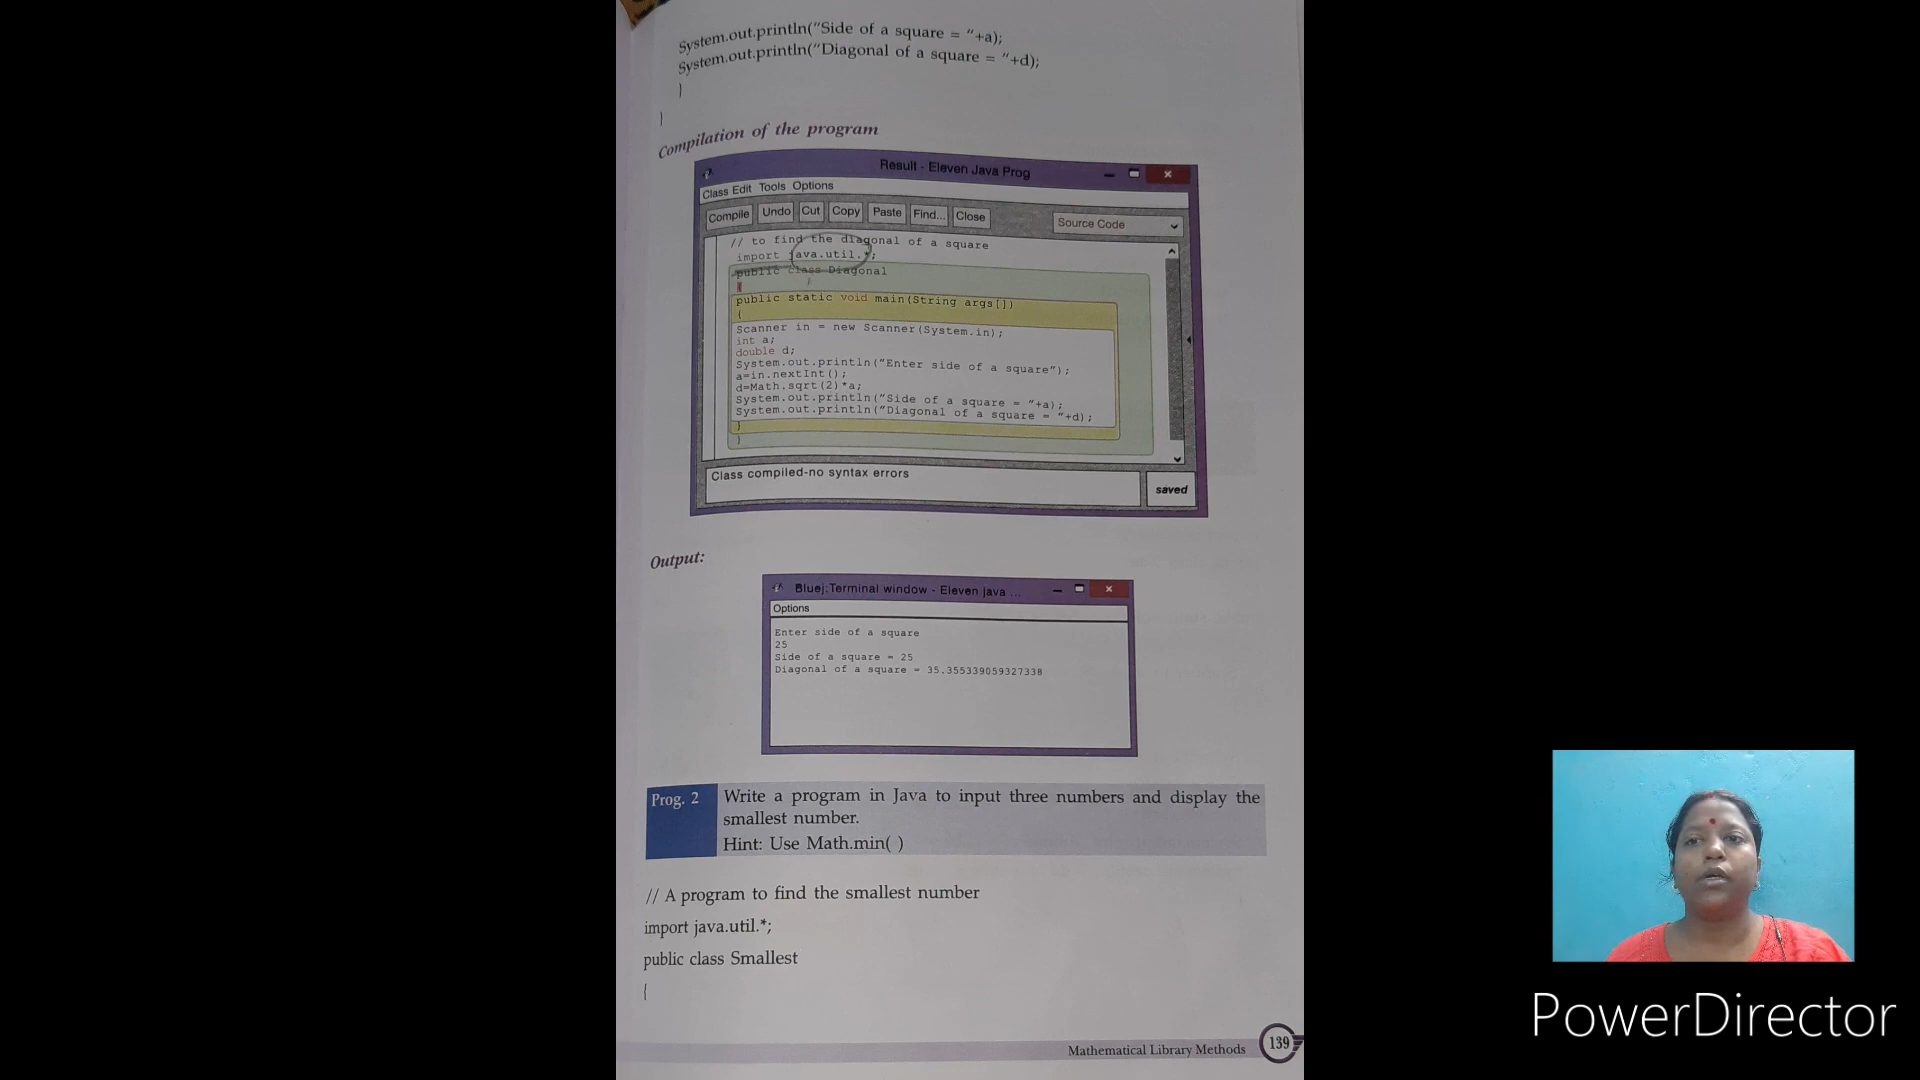 System.out.println("Side of a square = "+a);
System.out.println("Diagonal of a square = "+d);
}
}
Compilation of the program
Result - Eleven Java Prog
Class Edit Tools Options
Compile Undo Cut Copy Paste Find... Close Source Code
// to find the diagonal of a square
import java.util.*;
public class Diagonal
{
public static void main(String args[])
{
Scanner in = new Scanner(System.in);
int a;
double d;
System.out.println("Enter side of a square");
a=in.nextInt();
d=Math.sqrt(2)*a;
System.out.println("Side of a square = "+a);
System.out.println("Diagonal of a square = "+d);
}
}
Class compiled-no syntax errors
saved
Output:
Bluej:Terminal window - Eleven java ...
Options
Enter side of a square
25
Side of a square = 25
Diagonal of a square = 35.355339059327338
Prog. 2 Write a program in Java to input three numbers and display the
smallest number.
Hint: Use Math.min( )
// A program to find the smallest number
import java.util.*;
public class Smallest
{
Mathematical Library Methods 139
PowerDirector